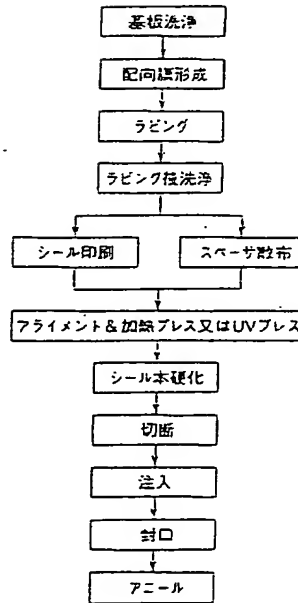 基板洗浄
配向膜形成
ラビング
ラビング後洗浄
シール印刷
スペーサ散布
アライメント&加熱プレス又はUVプレス
シール本硬化
切断
注入
封口
アニール